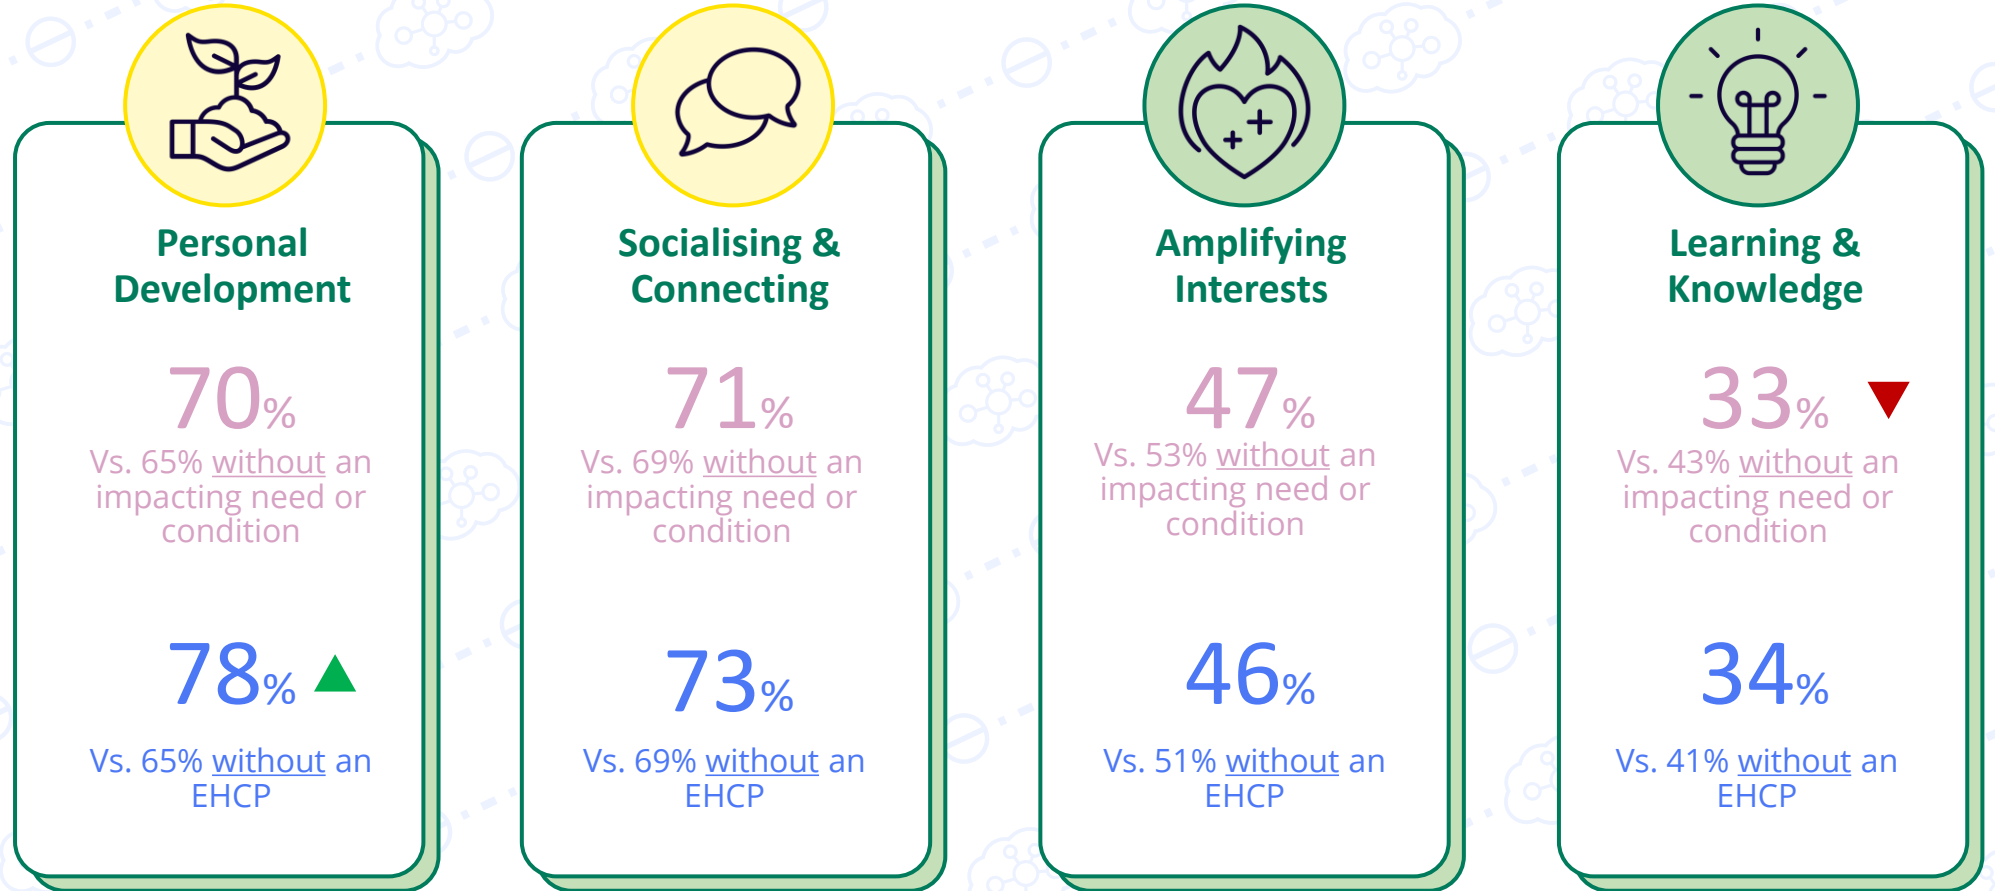 Personal
Development
70%
Vs. 65% without an
impacting need or
condition
78%
Vs. 65% without an
EHCP
Socialising &
Connecting
71%
Vs. 69% without an
impacting need or
condition
73%
Vs. 69% without an
EHCP
Amplifying
Interests
47%
Vs. 53% without an
impacting need or
condition
46%
Vs. 51% without an
EHCP
Learning &
Knowledge
33%
Vs. 43% without an
impacting need or
condition
34%
Vs. 41% without an
EHCP